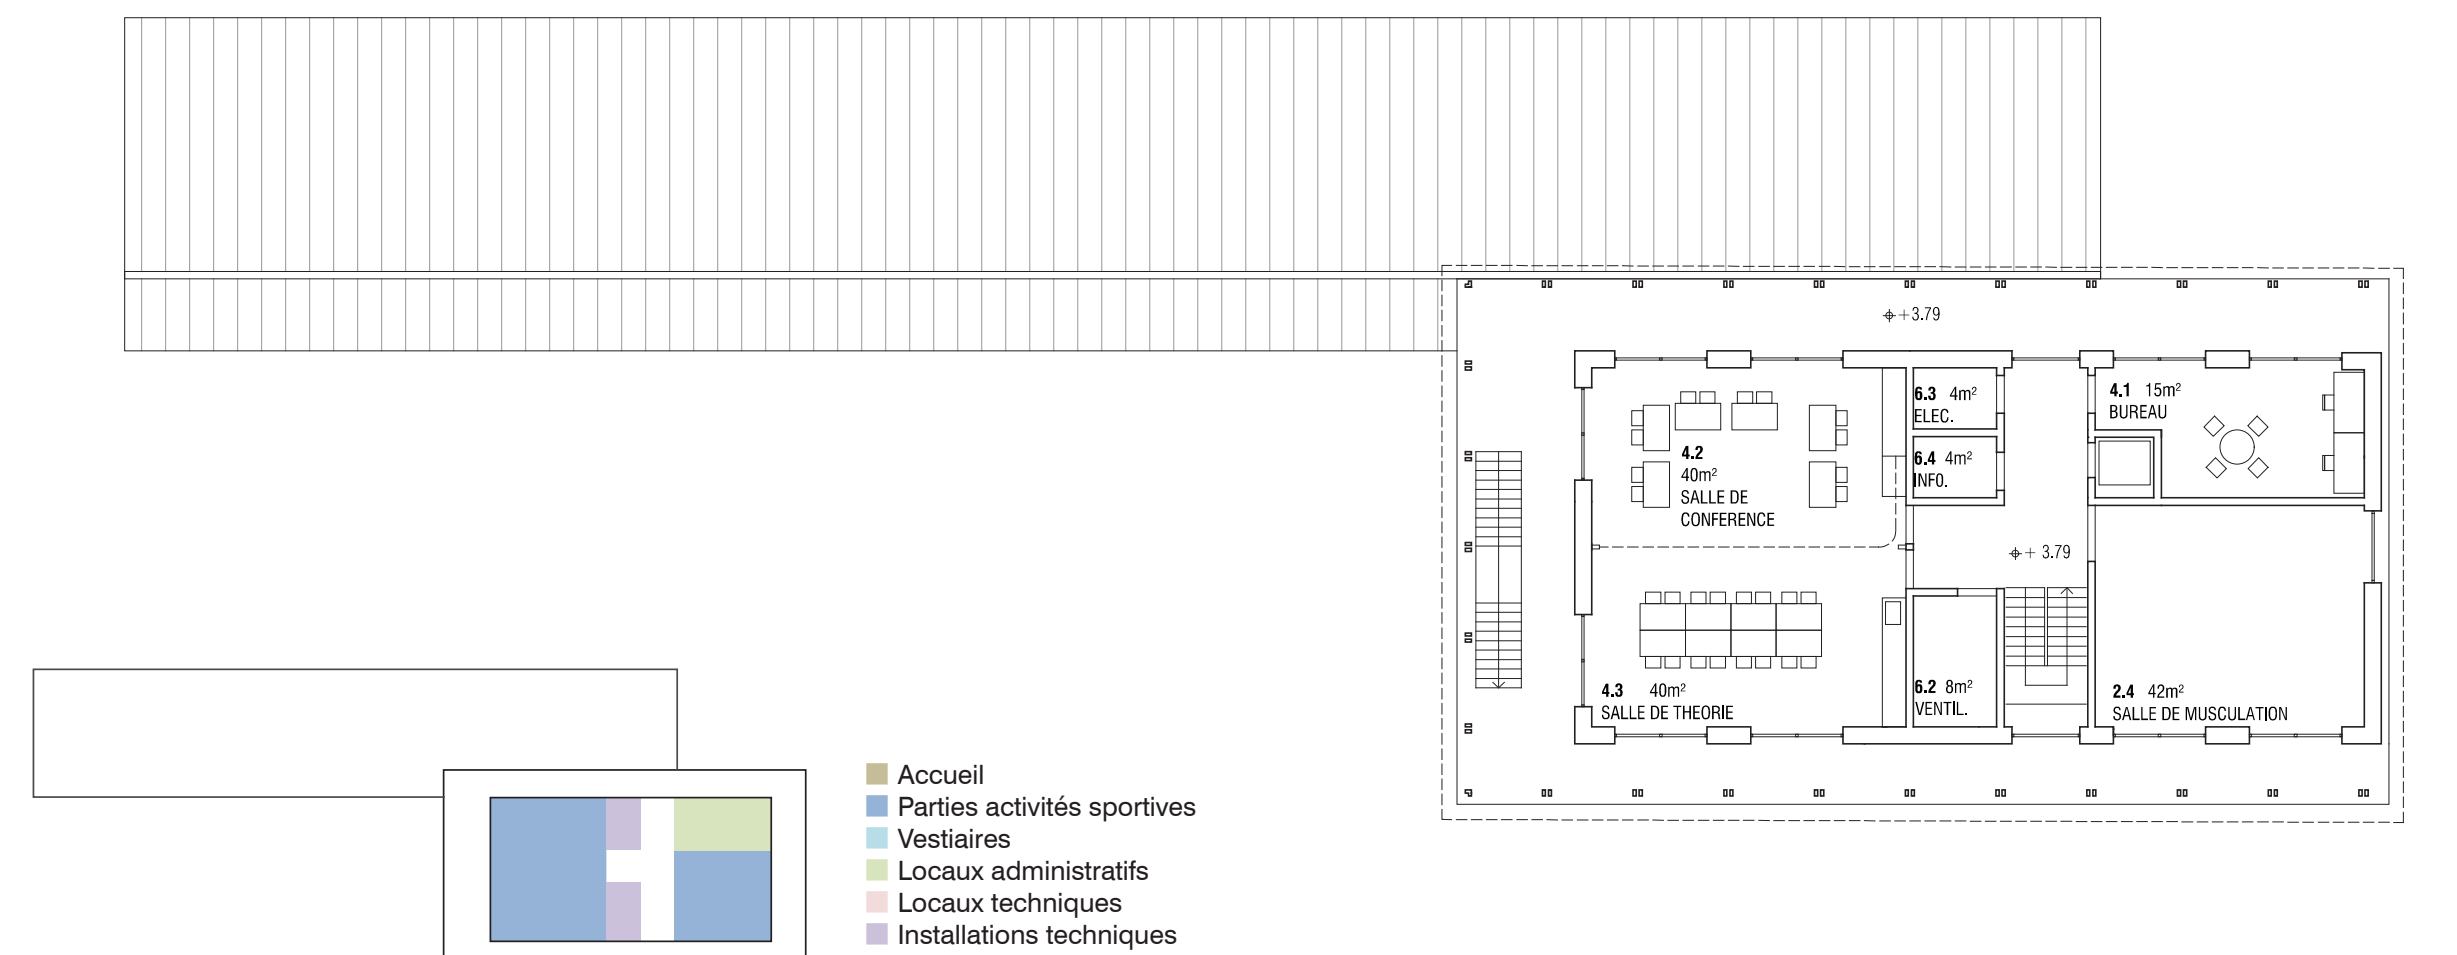 +3.79
6.3 4m²
ELEC.
4.1 15m²
BUREAU
4.2
40m²
SALLE DE
CONFERENCE
6.4 4m²
INFO.
+ 3.79
4.3 40m²
SALLE DE THEORIE
6.2 8m²
VENTIL.
2.4 42m²
SALLE DE MUSCULATION
Accueil
Parties activités sportives
Vestiaires
Locaux administratifs
Locaux techniques
Installations techniques